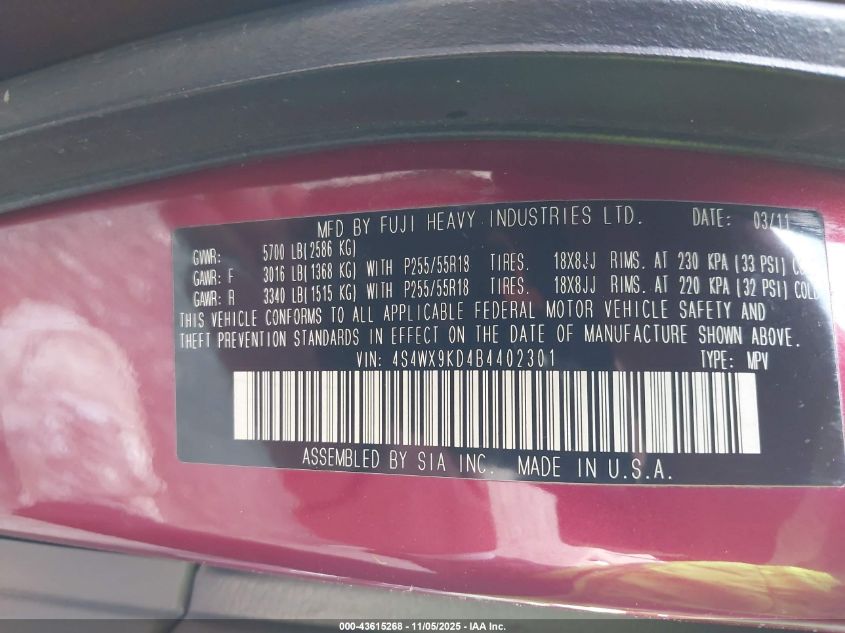 MFD BY FUJI HEAVY INDUSTRIES LTD. DATE: 03/11
GVWR: 5700 LB(2586 KG)
GAWR: F 3016 LB(1368 KG) WITH P255/55R18 TIRES. 18X8JJ RIMS. AT 230 KPA(33 PSI) COLD
GAWR: R 3340 LB(1515 KG) WITH P255/55R18 TIRES. 18X8JJ RIMS. AT 220 KPA(32 PSI) COLD
THIS VEHICLE CONFORMS TO ALL APPLICABLE FEDERAL MOTOR VEHICLE SAFETY AND
THEFT PREVENTION STANDARDS IN EFFECT ON THE DATE OF MANUFACTURE SHOWN ABOVE.
VIN: 4S4WX9KD4B4402301 TYPE: MPV
ASSEMBLED BY SIA INC. MADE IN U.S.A.
000-43615268 - 11/05/2025 - IAA Inc.